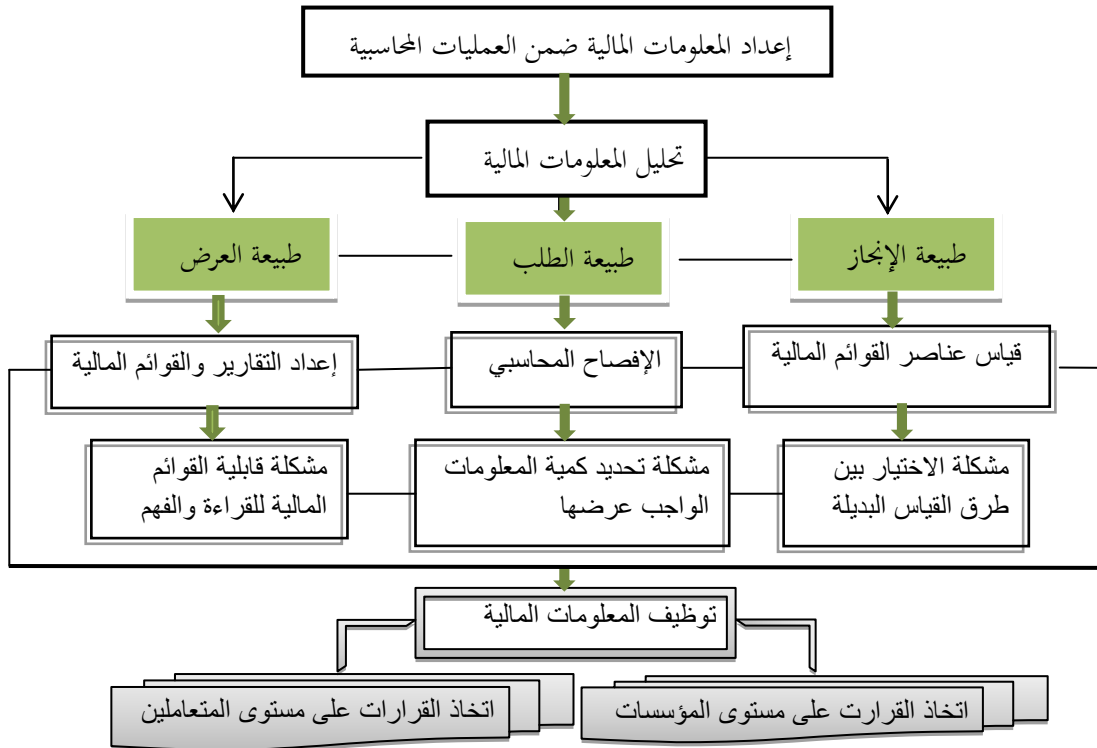 إعداد المعلومات المالية ضمن العمليات المحاسبية
تحليل المعلومات المالية
طبيعة الإنجاز
طبيعة الطلب
طبيعة العرض
قياس عناصر القوائم المالية
الإفصاح المحاسبي
إعداد التقارير والقوائم المالية
مشكلة الاختيار بين
طرق القياس البديلة
مشكلة تحديد كمية المعلومات
الواجب عرضها
مشكلة قابلية القوائم
المالية للقراءة والفهم
توظيف المعلومات المالية
اتخاذ القرارت على مستوى المؤسسات
اتخاذ القرارات على مستوى المتعاملين